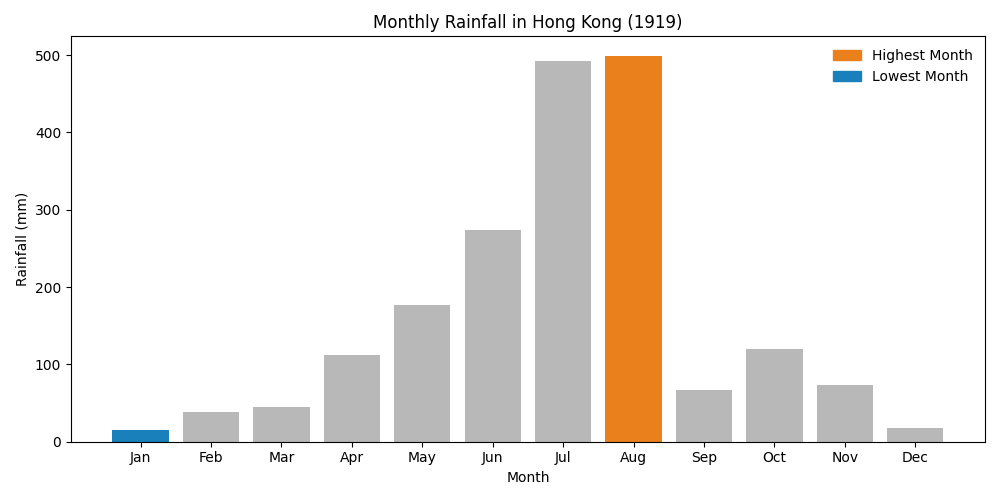 Monthly Rainfall in Hong Kong (1919)
Highest Month
Lowest Month
Rainfall (mm)
500
400
300
200
100
0
Jan Feb Mar Apr May Jun Jul Aug Sep Oct Nov Dec
Month